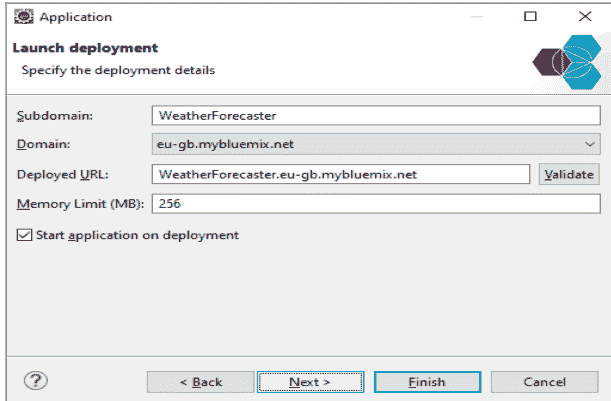 Application
Launch deployment
Specify the deployment details
Subdomain: WeatherForecaster
Domain: eu-gb.mybluemix.net
Deployed URL: WeatherForecaster.eu-gb.mybluemix.net Validate
Memory Limit (MB): 256
Start application on deployment
? < Back Next > Finish Cancel